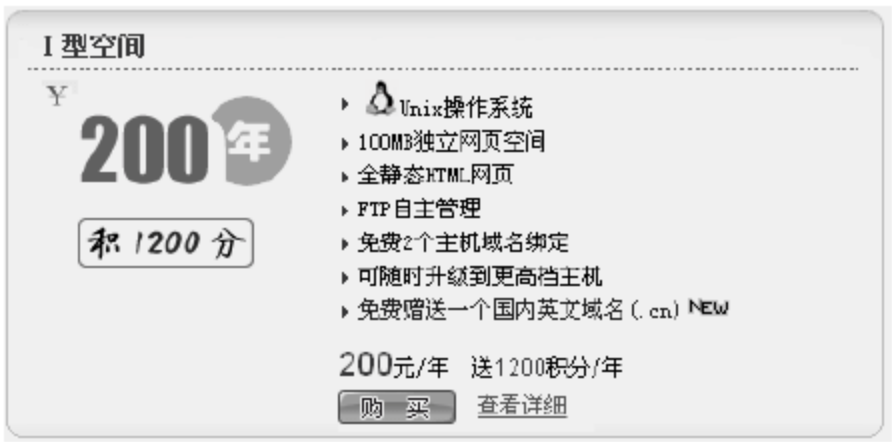 I 型空间
¥
200 年
积 1200 分
Unix操作系统
100MB独立网页空间
全静态HTML网页
FTP自主管理
免费2个主机域名绑定
可随时升级到更高档主机
免费赠送一个国内英文域名(.cn) NEW
200元/年 送1200积分/年
购 买 查看详细